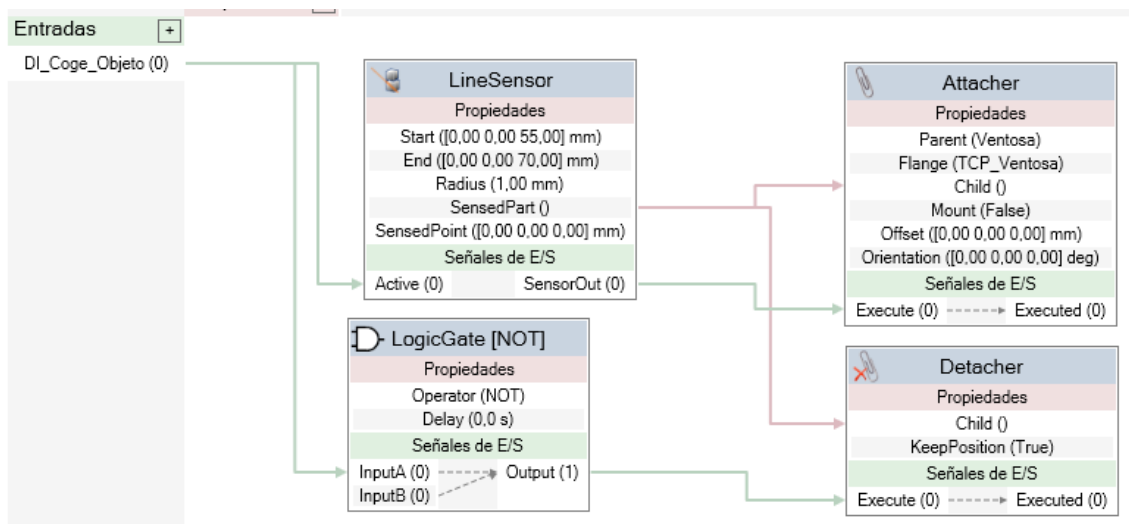 Entradas
+
DI_Coge_Objeto (0)
LineSensor
Propiedades
Start ([0,00 0,00 55,00] mm)
End ([0,00 0,00 70,00] mm)
Radius (1,00 mm)
SensedPart ()
SensedPoint ([0,00 0,00 0,00] mm)
Señales de E/S
Active (0) SensorOut (0)
LogicGate [NOT]
Propiedades
Operator (NOT)
Delay (0,0 s)
Señales de E/S
InputA (0) Output (1)
InputB (0)
Attacher
Propiedades
Parent (Ventosa)
Flange (TCP_Ventosa)
Child ()
Mount (False)
Offset ([0,00 0,00 0,00] mm)
Orientation ([0,00 0,00 0,00] deg)
Señales de E/S
Execute (0) Executed (0)
Detacher
Propiedades
Child ()
KeepPosition (True)
Señales de E/S
Execute (0) Executed (0)